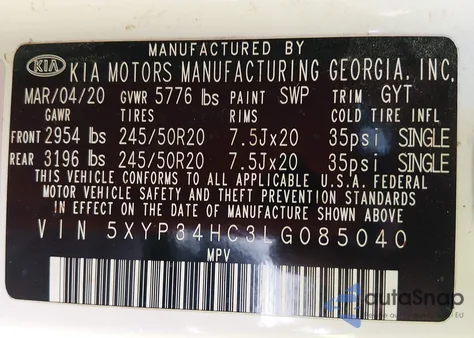 MANUFACTURED BY
KIA KIA MOTORS MANUFACTURING GEORGIA, INC.
MAR/04/20 GVWR 5776 lbs PAINT SWP TRIM GYT
GAWR TIRES RIMS COLD TIRE INFL
FRONT 2954 lbs 245/50R20 7.5Jx20 35psi SINGLE
REAR 3196 lbs 245/50R20 7.5Jx20 35psi SINGLE
THIS VEHICLE CONFORMS TO ALL APPLICABLE U.S.A. FEDERAL
MOTOR VEHICLE SAFETY AND THEFT PREVENTION STANDARDS
IN EFFECT ON THE DATE OF MANUFACTURE SHOWN ABOVE
VIN 5XYP34HC3LG085040
MPV
autoSnap